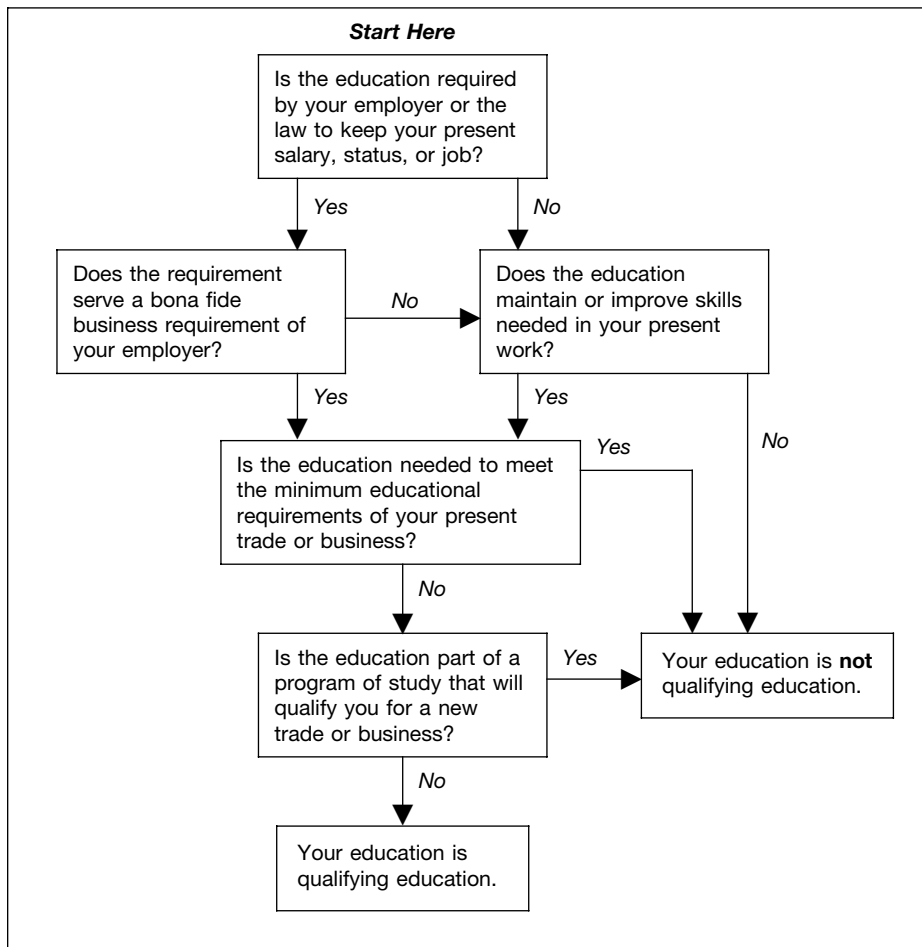 Start Here
Is the education required
by your employer or the
law to keep your present
salary, status, or job?
Yes
No
Does the requirement
serve a bona fide
business requirement of
your employer?
No
Does the education
maintain or improve skills
needed in your present
work?
Yes
Yes
No
Is the education needed to meet
the minimum educational
requirements of your present
trade or business?
Yes
No
Is the education part of a
program of study that will
qualify you for a new
trade or business?
Yes
Your education is not
qualifying education.
No
Your education is
qualifying education.